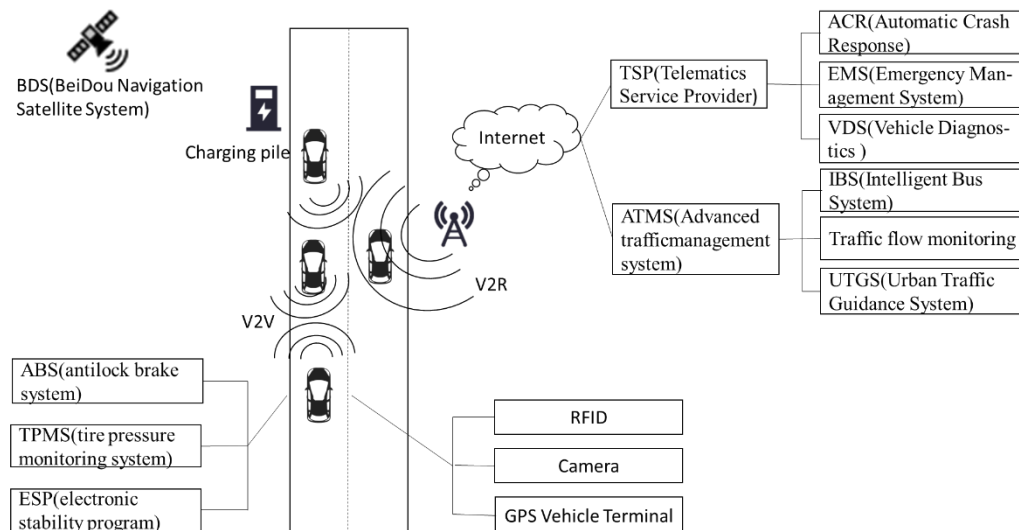 BDS(BeiDou Navigation
Satellite System)
Charging pile
V2V
V2R
Internet
TSP(Telematics
Service Provider)
ACR(Automatic Crash
Response)
EMS(Emergency Man-
agement System)
VDS(Vehicle Diagnos-
tics )
ATMS(Advanced
trafficmanagement
system)
IBS(Intelligent Bus
System)
Traffic flow monitoring
UTGS(Urban Traffic
Guidance System)
ABS(antilock brake
system)
TPMS(tire pressure
monitoring system)
ESP(electronic
stability program)
RFID
Camera
GPS Vehicle Terminal